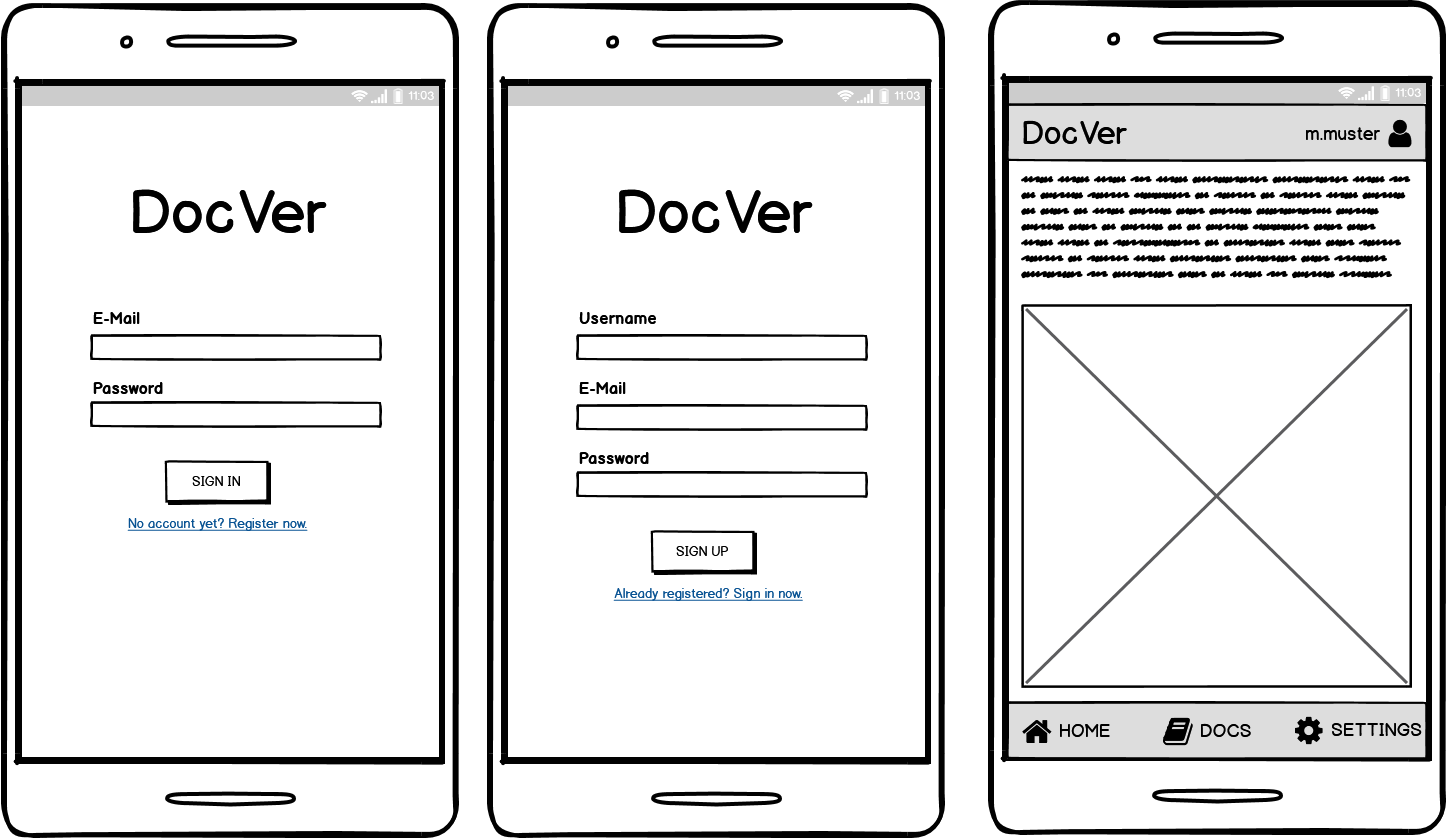 11:03
DocVer
E-Mail
Password
SIGN IN
No account yet? Register now.
11:03
DocVer
Username
E-Mail
Password
SIGN UP
Already registered? Sign in now.
11:03
DocVer m.muster
HOME DOCS SETTINGS